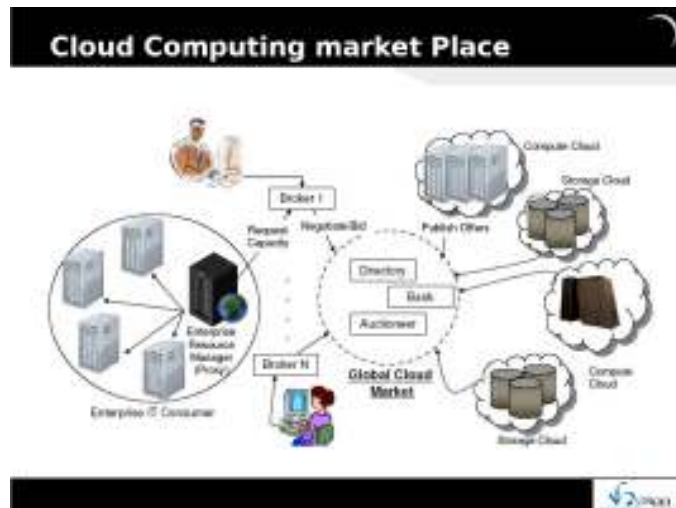 Cloud Computing market Place
Compute Cloud
Storage Cloud
Broker 1
Request
Capacity
Negotiate/Bid
Publish Offers
Directory
Bank
Auctioneer
Enterprise
Resource
Manager
(Proxy)
Broker N
Global Cloud
Market
Compute
Cloud
Enterprise IT Consumer
Storage Cloud